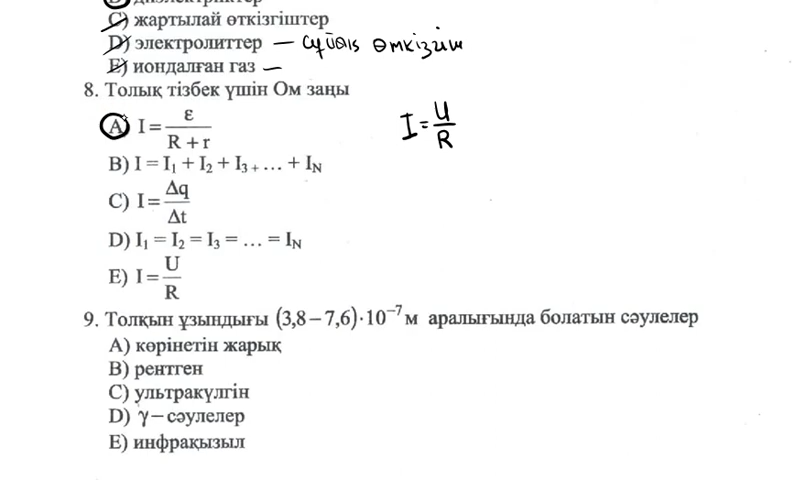 C) жартылай өткізгіштер
D) электролиттер — сұйық өткізгіш
E) иондалған газ —
8. Толық тізбек үшін Ом заңы
A) I = ε / (R + r)
I = U / R
B) I = I₁ + I₂ + I₃ + … + I_N
C) I = Δq / Δt
D) I₁ = I₂ = I₃ = … = I_N
E) I = U / R
9. Толқын ұзындығы (3,8 – 7,6)·10⁻⁷ м аралығында болатын сәулелер
A) көрінетін жарық
B) рентген
C) ультракүлгін
D) γ – сәулелер
E) инфрақызыл